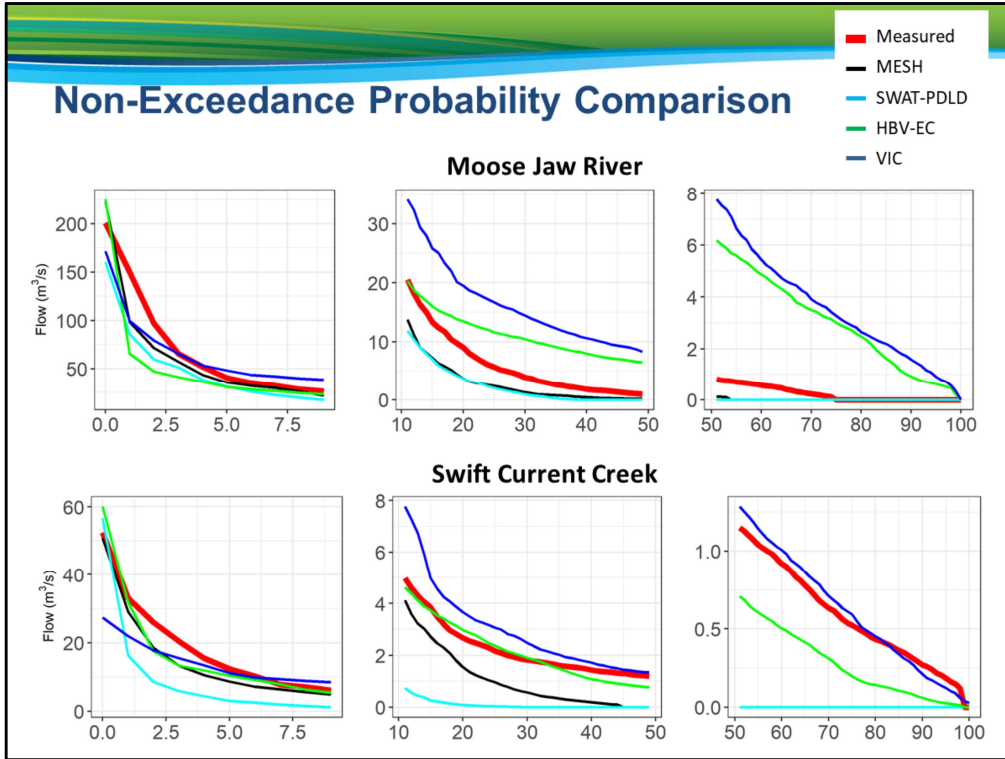 Non-Exceedance Probability Comparison
Measured
MESH
SWAT-PDLD
HBV-EC
VIC
Moose Jaw River
Flow (m³/s)
200
150
100
50
0.0 2.5 5.0 7.5
30
20
10
0
10 20 30 40 50
8
6
4
2
0
50 60 70 80 90 100
Swift Current Creek
Flow (m³/s)
60
40
20
0
0.0 2.5 5.0 7.5
8
6
4
2
0
10 20 30 40 50
1.0
0.5
0.0
50 60 70 80 90 100